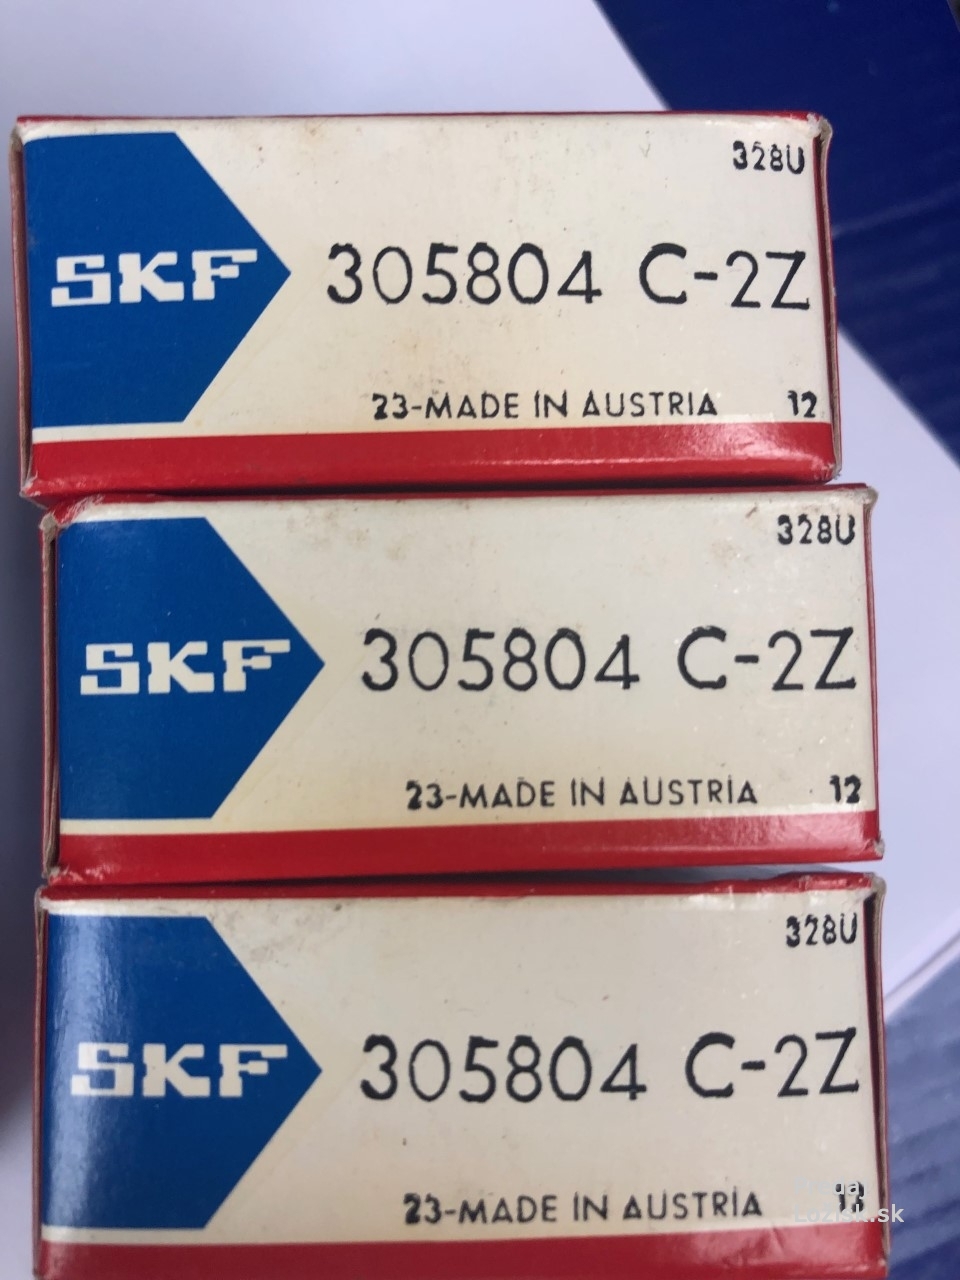 328U
SKF 305804 C-2Z
23-MADE IN AUSTRIA 12
328U
SKF 305804 C-2Z
23-MADE IN AUSTRIA 12
328U
SKF 305804 C-2Z
23-MADE IN AUSTRIA